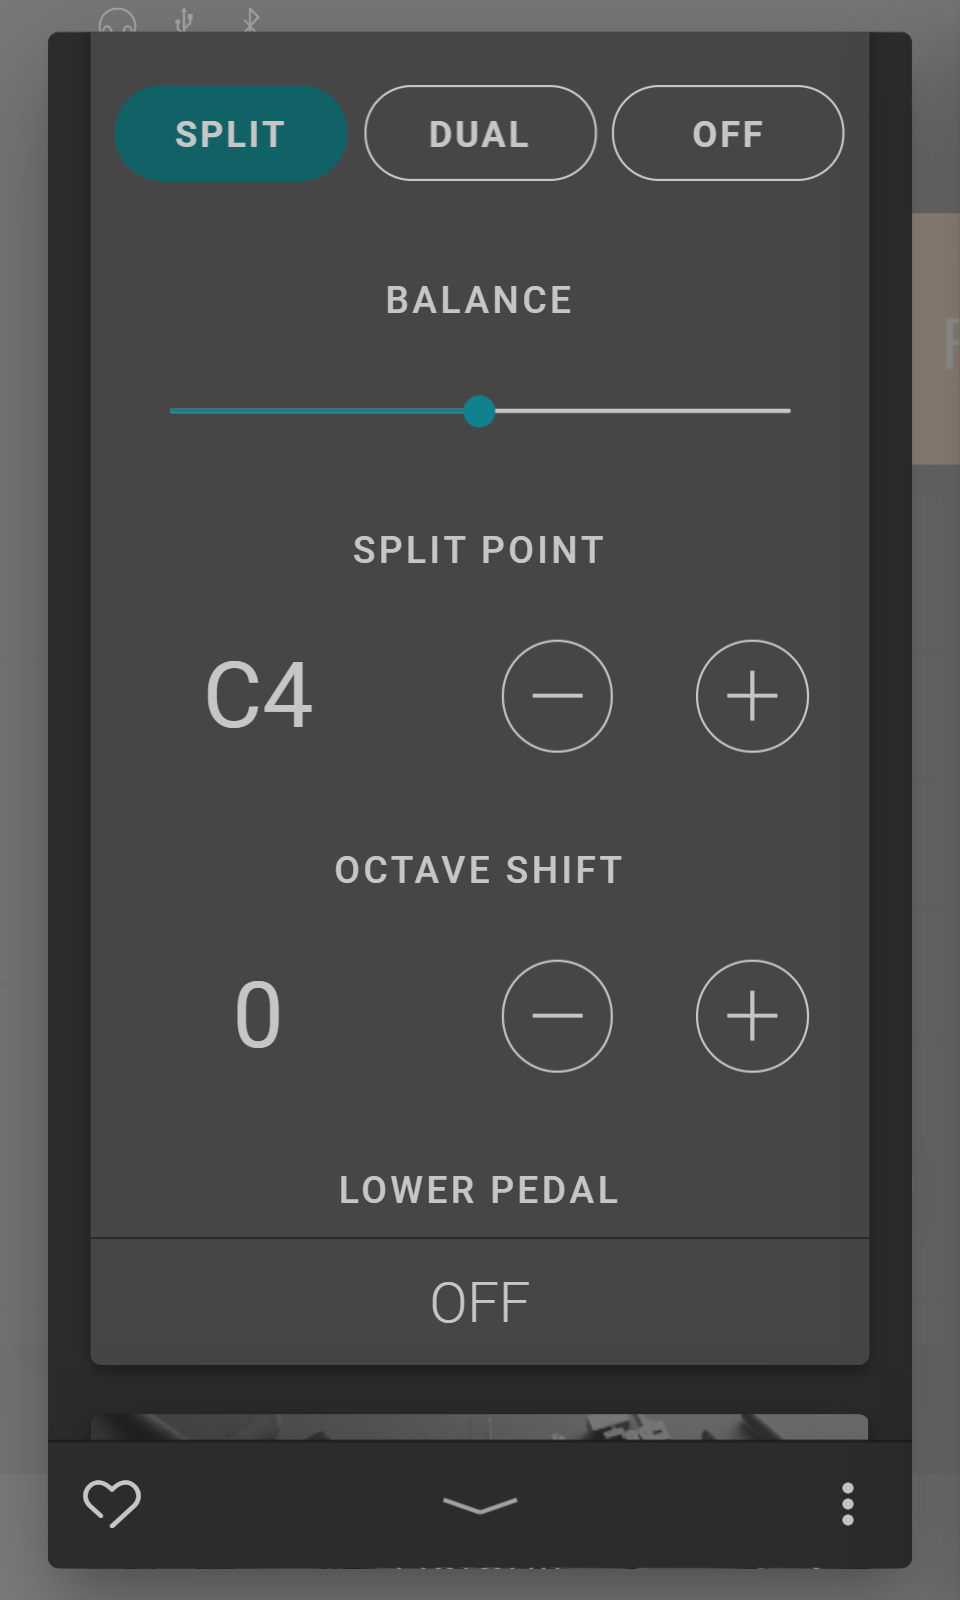 SPLIT DUAL OFF
BALANCE
SPLIT POINT
C4
OCTAVE SHIFT
0
LOWER PEDAL
OFF